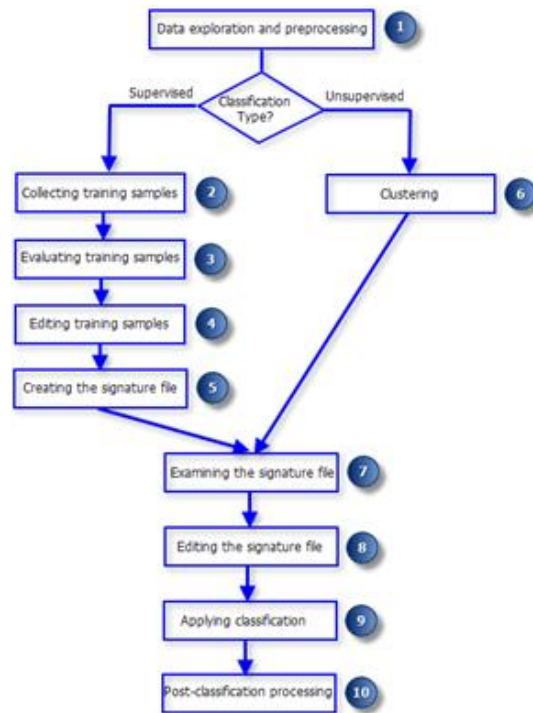 Data exploration and preprocessing
1
Supervised
Classification
Type?
Unsupervised
Collecting training samples
2
Clustering
6
Evaluating training samples
3
Editing training samples
4
Creating the signature file
5
Examining the signature file
7
Editing the signature file
8
Applying classification
9
Post-classification processing
10